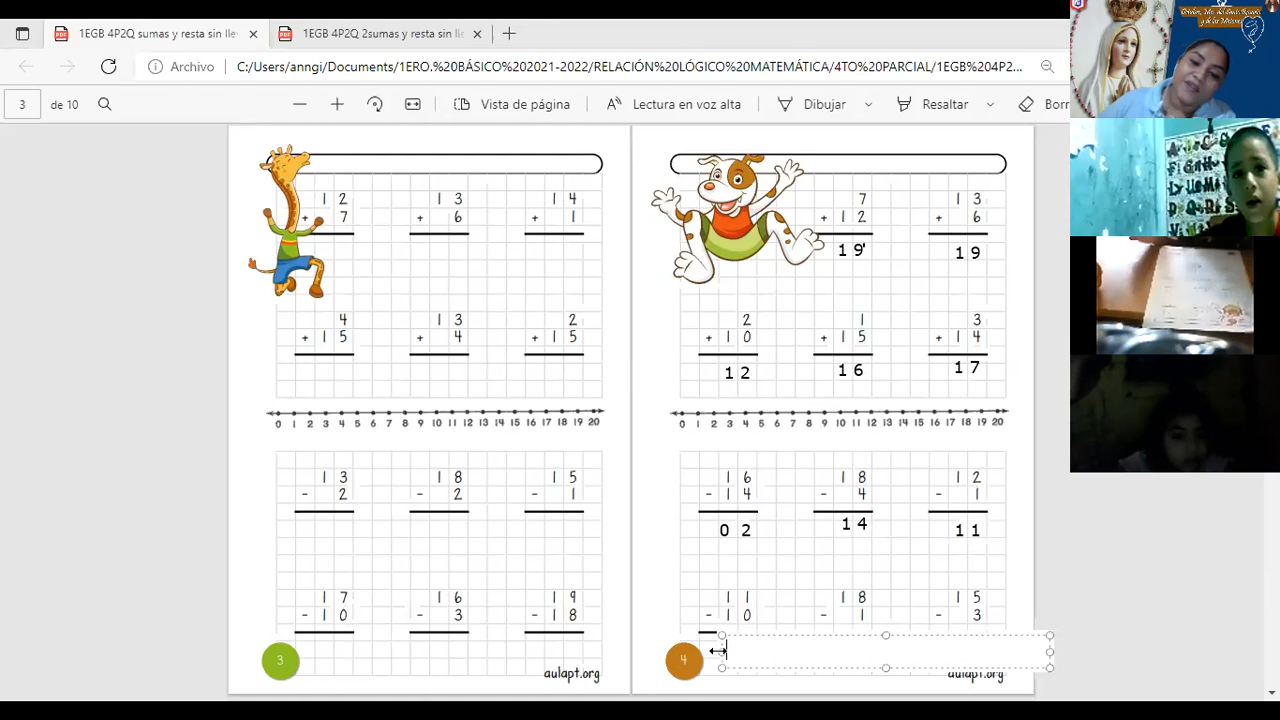 1EGB 4P2Q sumas y resta sin lle
1EGB 4P2Q 2sumas y resta sin lle
Archivo
C:/Users/anngi/Documents/1ERO%20BÁSICO%202021-2022/RELACIÓN%20LÓGICO%20MATEMÁTICA/4TO%20PARCIAL/1EGB%204P2...
3 de 10
Vista de página
Lectura en voz alta
Dibujar
Resaltar
Borr
12 13 14
+ 7 + 6 + 1
4 13 2
+ 15 + 4 + 15
0 1 2 3 4 5 6 7 8 9 10 11 12 13 14 15 16 17 18 19 20
13 18 15
- 2 - 2 - 1
17 16 19
- 10 - 3 - 18
3
aulapt.org
7 13
+ 12 + 6
19' 19
2 1 3
+ 10 + 15 + 14
12 16 17
0 1 2 3 4 5 6 7 8 9 10 11 12 13 14 15 16 17 18 19 20
16 18 12
- 14 - 4 - 1
02 14 11
11 18 15
- 10 - 1 - 3
4
aulapt.org